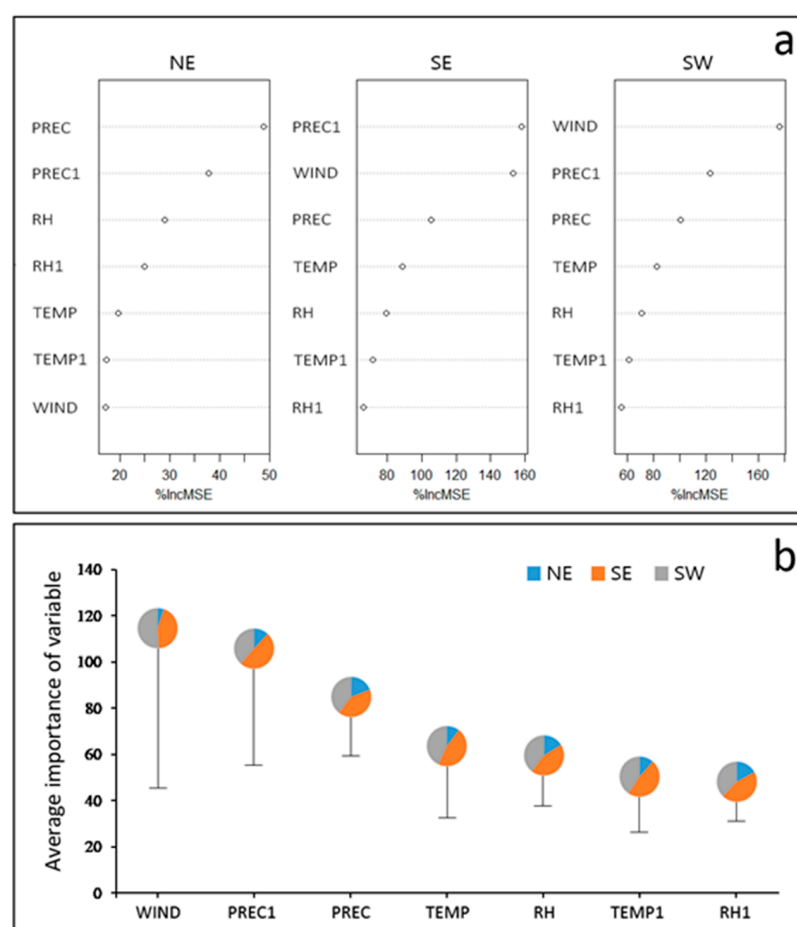 a
NE
PREC
PREC1
RH
RH1
TEMP
TEMP1
WIND
20 30 40 50
%IncMSE
SE
PREC1
WIND
PREC
TEMP
RH
TEMP1
RH1
80 100 120 140 160
%IncMSE
SW
WIND
PREC1
PREC
TEMP
RH
TEMP1
RH1
60 80 120 160
%IncMSE
b
NE SE SW
Average importance of variable
140
120
100
80
60
40
20
0
WIND PREC1 PREC TEMP RH TEMP1 RH1